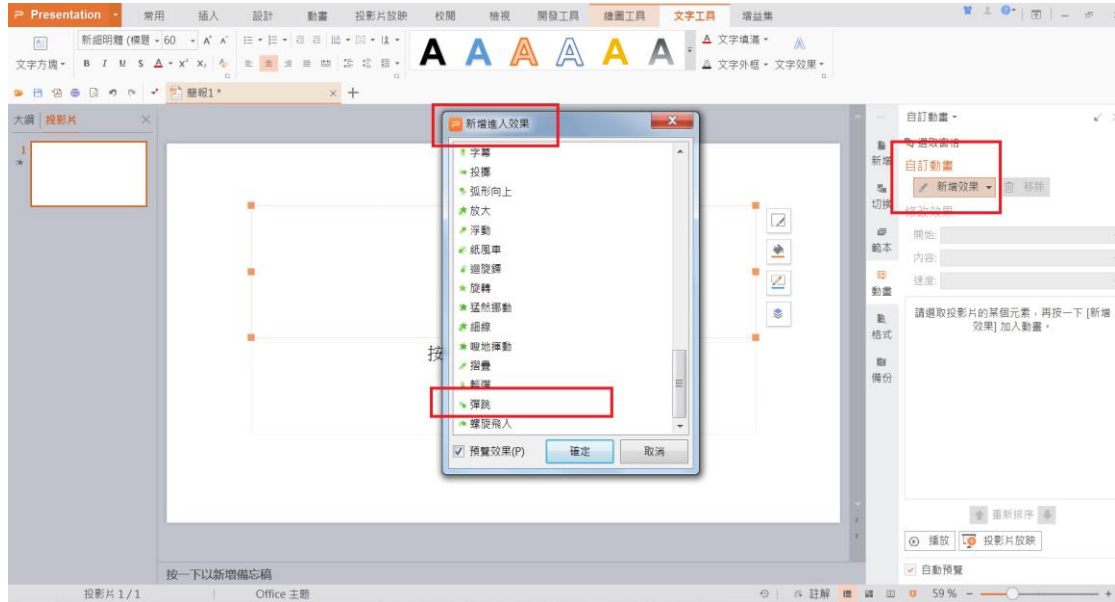 Presentation
常用 插入 設計 動畫 投影片放映 校閱 檢視 開發工具 繪圖工具 文字工具 增益集
新細明體 (標題 60 A A
文字方塊 B I U S A X² X₂
A A A A A A
文字填滿
文字外框 文字效果
簡報1 *
大綱 投影片
1
新增進入效果
字幕
投擲
弧形向上
放大
浮動
紙風車
迴旋鏢
旋轉
猛然挪動
細線
嗖地揮動
摺疊
輕彈
彈跳
螺旋飛入
預覽效果(P) 確定 取消
按
新增
切換
範本
動畫
格式
備份
自訂動畫
選取窗格
自訂動畫
新增效果 移除
修改效果
開始:
內容:
速度:
請選取投影片的某個元素，再按一下 [新增
效果] 加入動畫。
重新排序
播放 投影片放映
自動預覽
按一下以新增備忘稿
投影片 1 / 1 Office 主題 註解 59 %